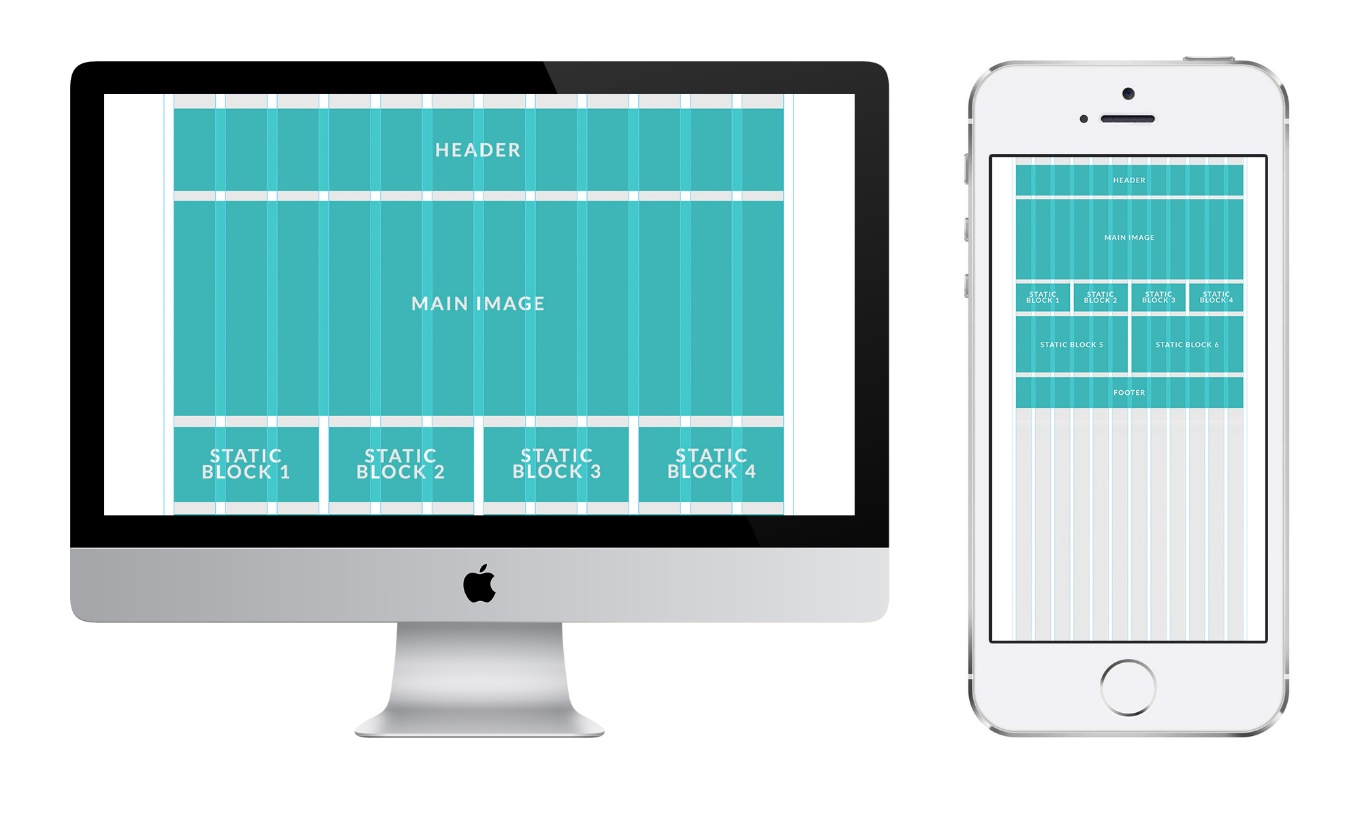 HEADER
MAIN IMAGE
STATIC
BLOCK 1
STATIC
BLOCK 2
STATIC
BLOCK 3
STATIC
BLOCK 4
HEADER
MAIN IMAGE
STATIC
BLOCK 1
STATIC
BLOCK 2
STATIC
BLOCK 3
STATIC
BLOCK 4
STATIC BLOCK 5
STATIC BLOCK 6
FOOTER